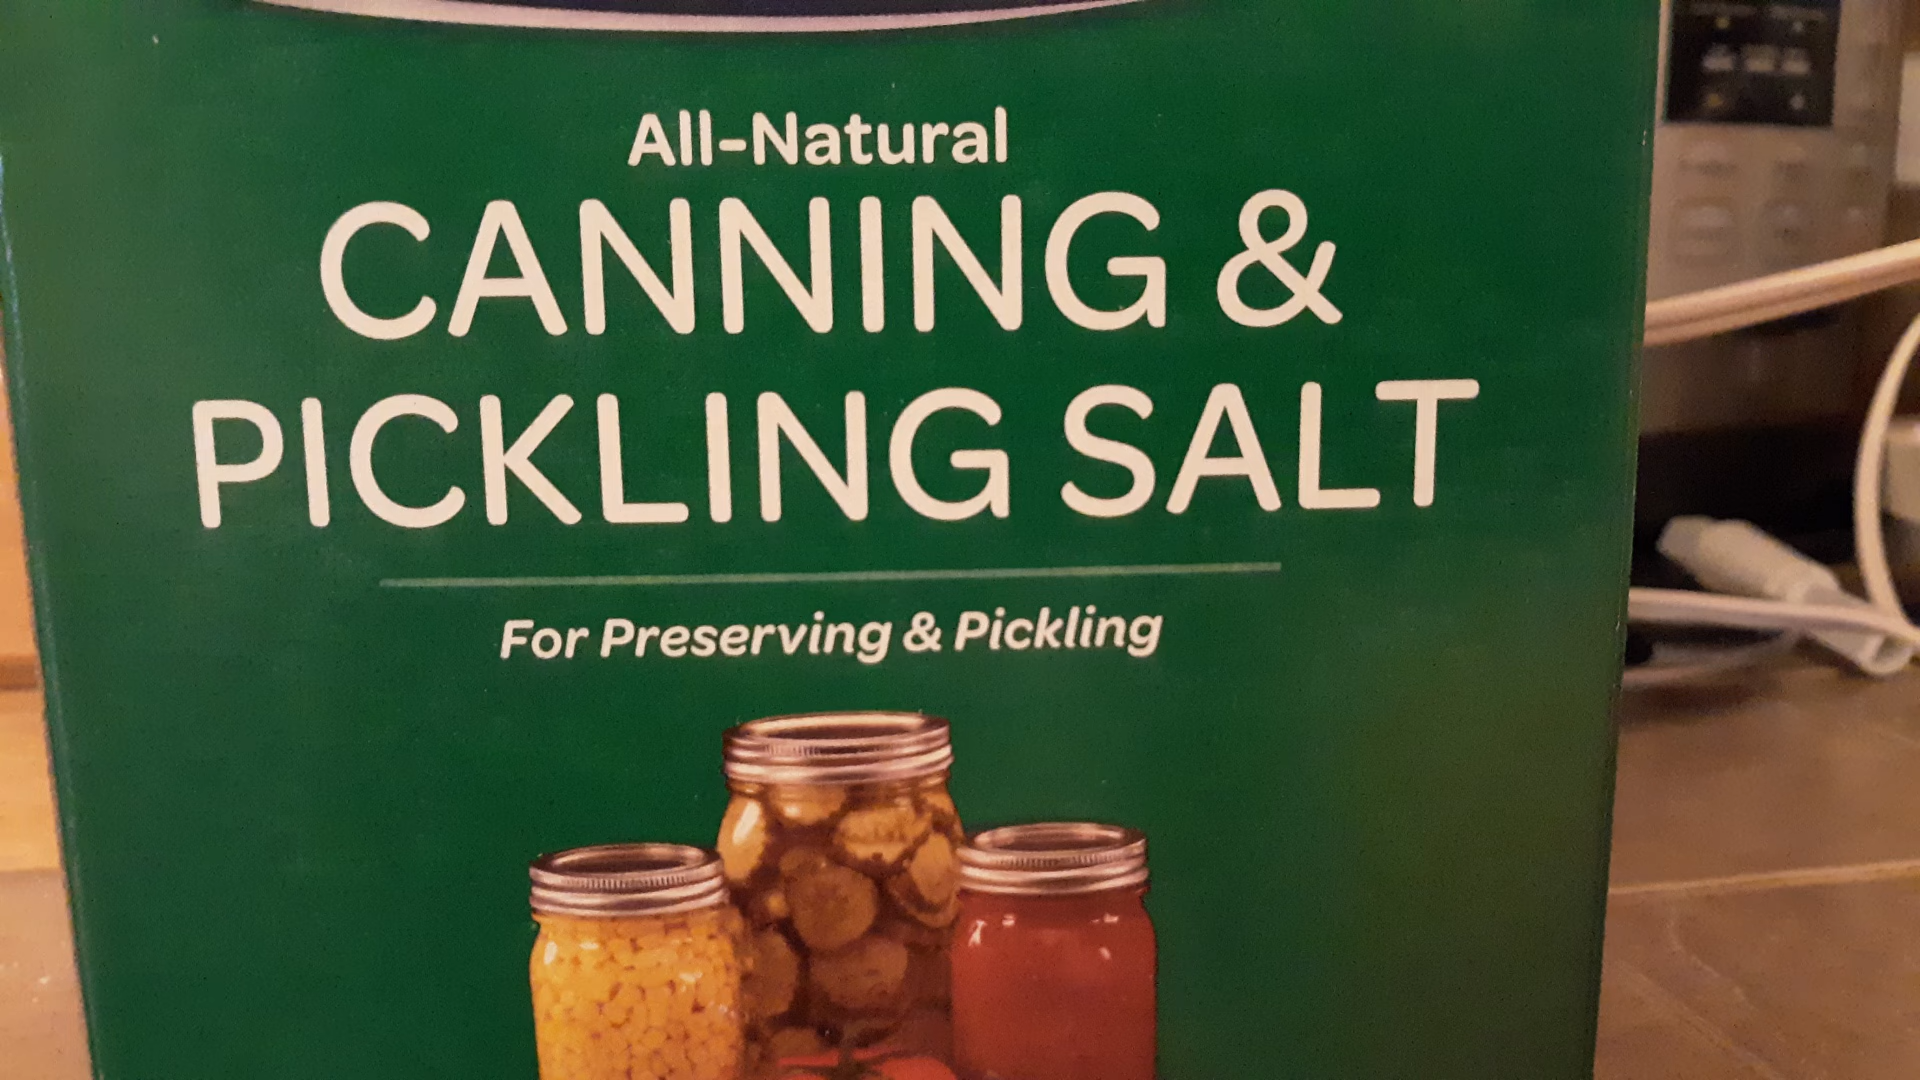 All-Natural
CANNING &
PICKLING SALT
For Preserving & Pickling